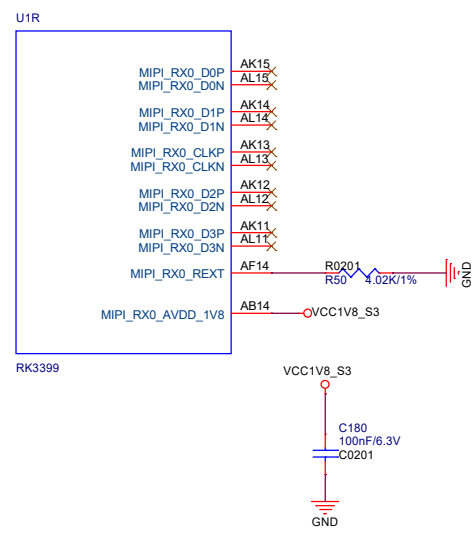 U1R
MIPI_RX0_D0P AK15
MIPI_RX0_D0N AL15
MIPI_RX0_D1P AK14
MIPI_RX0_D1N AL14
MIPI_RX0_CLKP AK13
MIPI_RX0_CLKN AL13
MIPI_RX0_D2P AK12
MIPI_RX0_D2N AL12
MIPI_RX0_D3P AK11
MIPI_RX0_D3N AL11
MIPI_RX0_REXT AF14
R0201
R50 4.02K/1%
GND
MIPI_RX0_AVDD_1V8 AB14
VCC1V8_S3
RK3399
VCC1V8_S3
C180
100nF/6.3V
C0201
GND